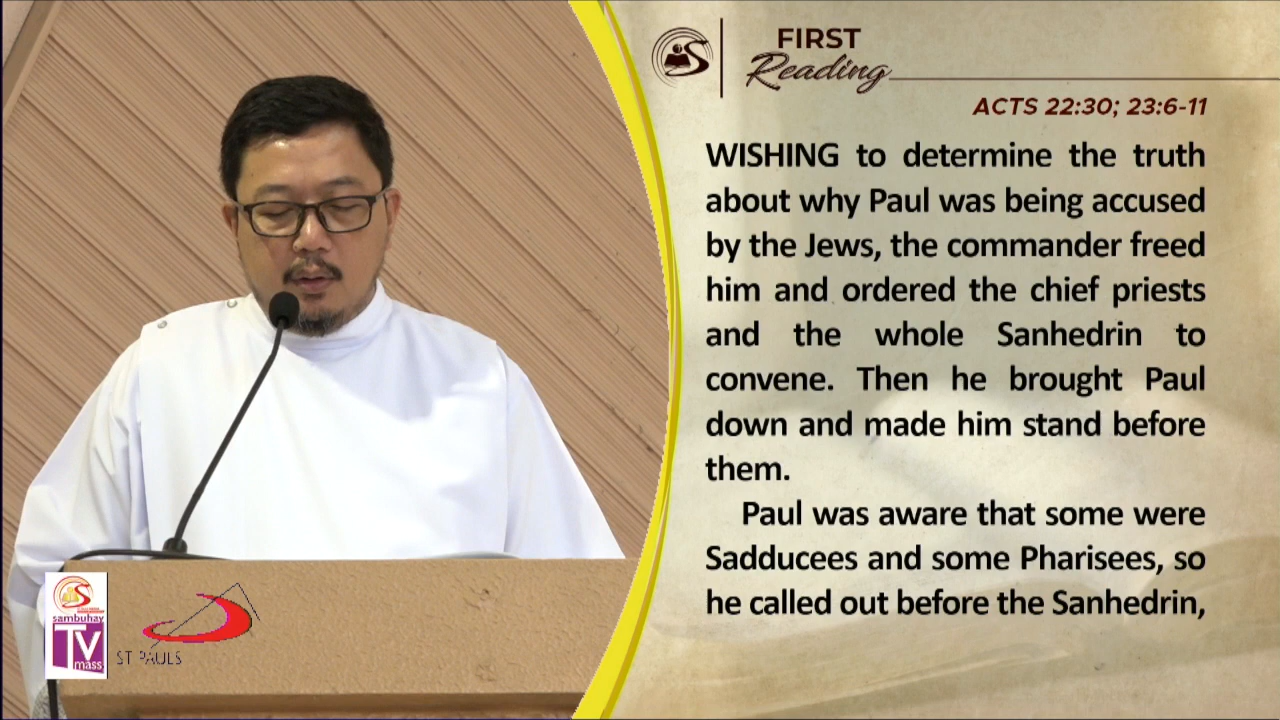 FIRST
Reading
ACTS 22:30; 23:6-11
WISHING to determine the truth
about why Paul was being accused
by the Jews, the commander freed
him and ordered the chief priests
and the whole Sanhedrin to
convene. Then he brought Paul
down and made him stand before
them.
Paul was aware that some were
Sadducees and some Pharisees, so
he called out before the Sanhedrin,
sambuhay
TV
mass
ST PAULS